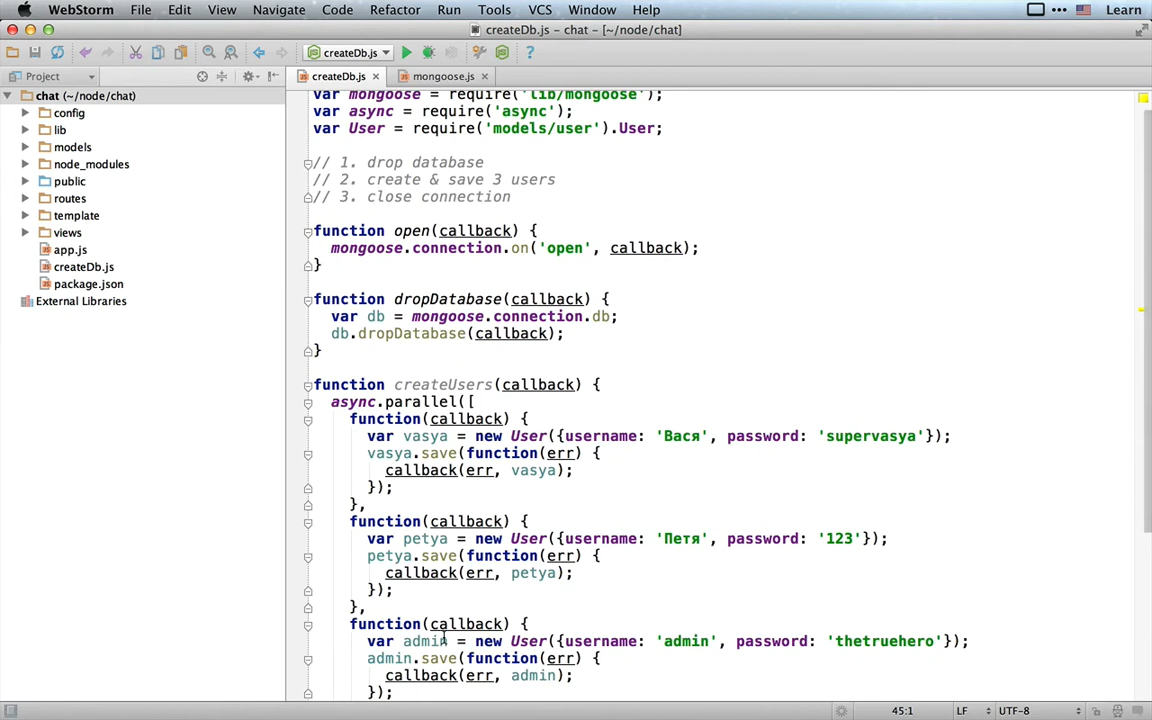 WebStorm File Edit View Navigate Code Refactor Run Tools VCS Window Help Learn
createDb.js – chat – [~/node/chat]
createDb.js
Project createDb.js mongoose.js
chat (~/node/chat)
config
lib
models
node_modules
public
routes
template
views
app.js
createDb.js
package.json
External Libraries
var mongoose = require('lib/mongoose');
var async = require('async');
var User = require('models/user').User;
// 1. drop database
// 2. create & save 3 users
// 3. close connection
function open(callback) {
mongoose.connection.on('open', callback);
}
function dropDatabase(callback) {
var db = mongoose.connection.db;
db.dropDatabase(callback);
}
function createUsers(callback) {
async.parallel([
function(callback) {
var vasya = new User({username: 'Вася', password: 'supervasya'});
vasya.save(function(err) {
callback(err, vasya);
});
},
function(callback) {
var petya = new User({username: 'Петя', password: '123'});
petya.save(function(err) {
callback(err, petya);
});
},
function(callback) {
var admin = new User({username: 'admin', password: 'thetruehero'});
admin.save(function(err) {
callback(err, admin);
});
45:1 LF UTF-8